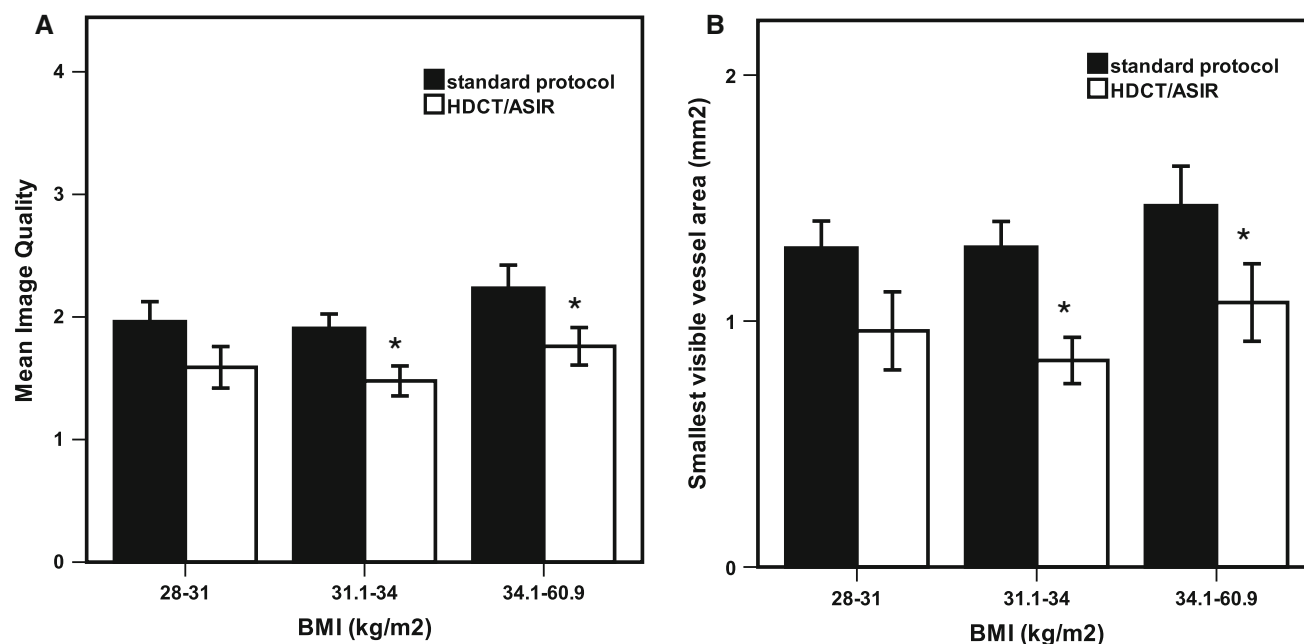 A
standard protocol
HDCT/ASIR
Mean Image Quality
4
3
2
1
0
*
*
28-31
31.1-34
34.1-60.9
BMI (kg/m2)
B
standard protocol
HDCT/ASIR
Smallest visible vessel area (mm2)
2
1
0
*
*
28-31
31.1-34
34.1-60.9
BMI (kg/m2)